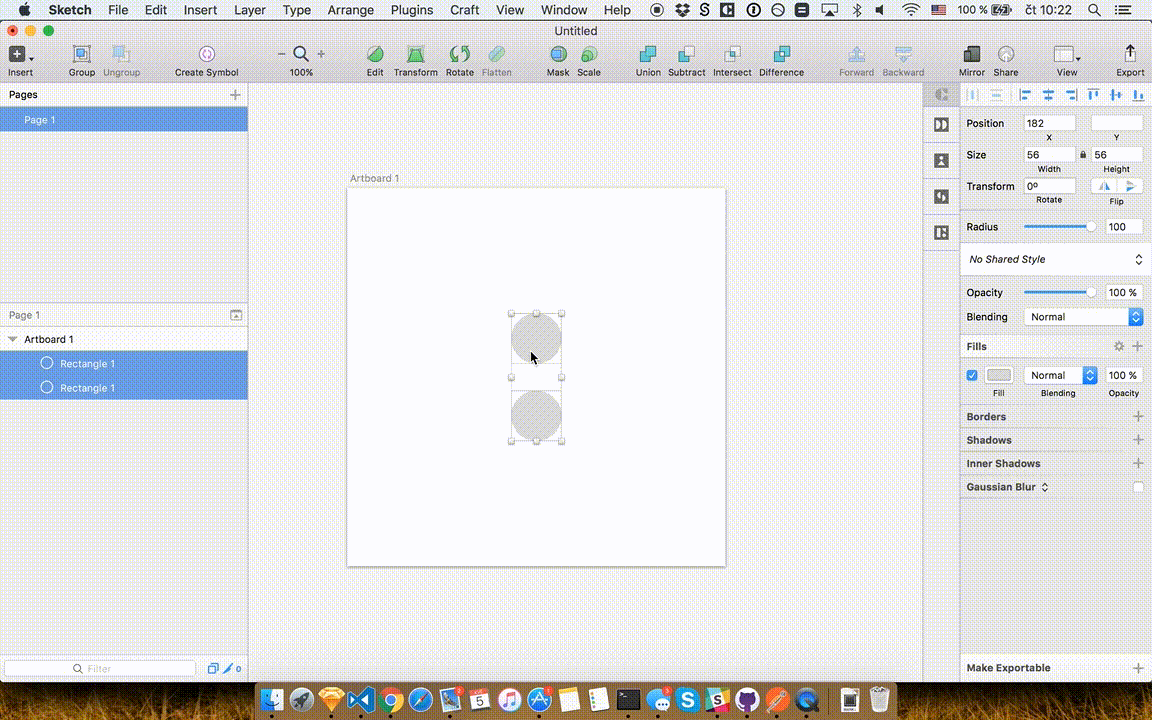 Sketch File Edit Insert Layer Type Arrange Plugins Craft View Window Help 100 % čt 10:22
Untitled
Insert Group Ungroup Create Symbol 100% Edit Transform Rotate Flatten Mask Scale Union Subtract Intersect Difference Forward Backward Mirror Share View Export
Pages
Page 1
Position 182
X Y
Size 56 56
Width Height
Transform 0º
Rotate Flip
Artboard 1
Radius 100
No Shared Style
Opacity 100 %
Page 1
Blending Normal
Artboard 1
Fills
Rectangle 1
Normal 100 %
Rectangle 1
Fill Blending Opacity
Borders
Shadows
Inner Shadows
Gaussian Blur
Filter 0
Make Exportable
5